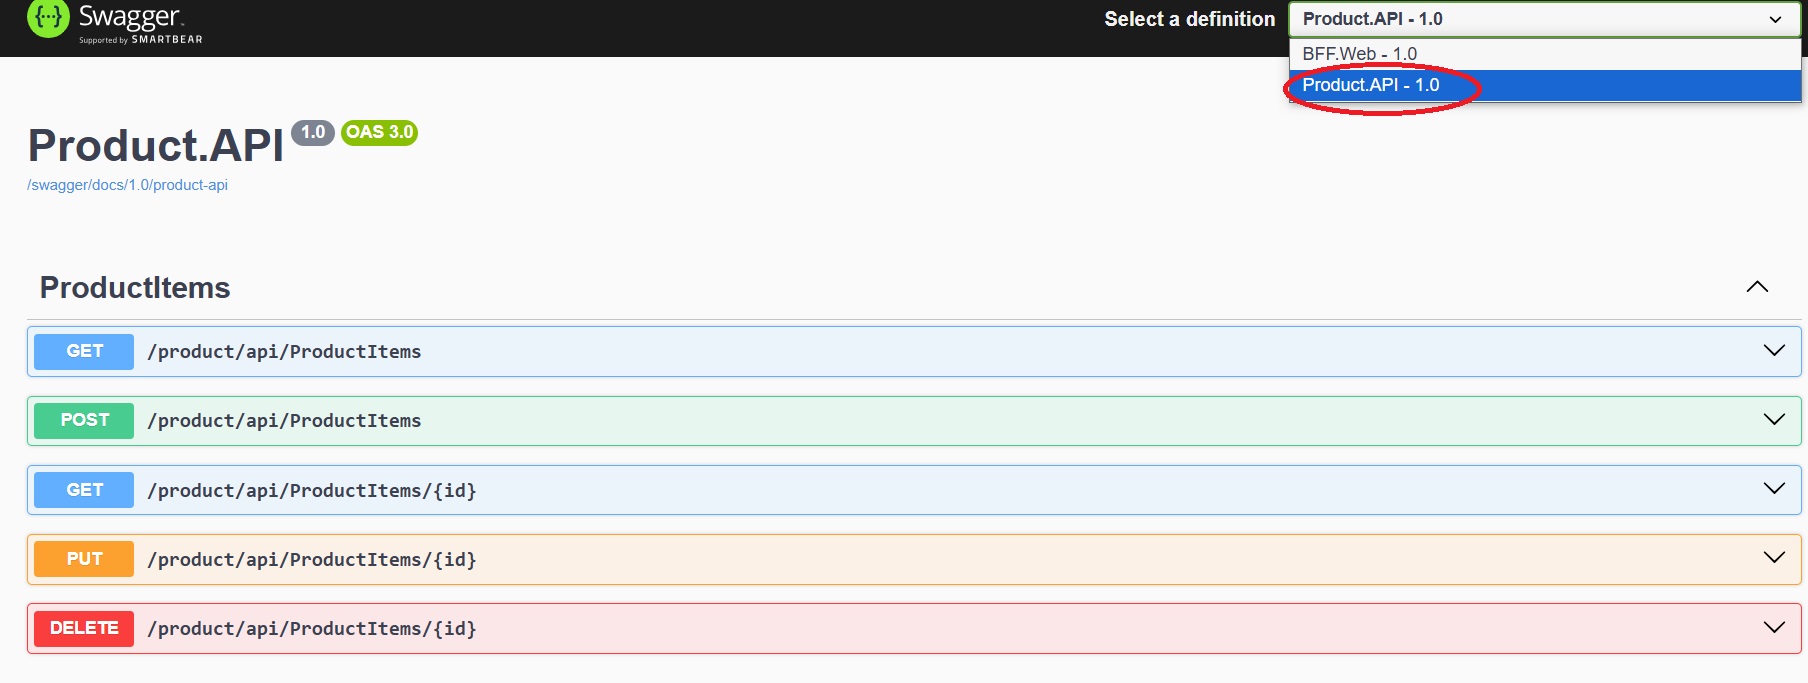 Swagger
Supported by SMARTBEAR
Select a definition
Product.API - 1.0
BFF.Web - 1.0
Product.API - 1.0
Product.API 1.0 OAS 3.0
/swagger/docs/1.0/product-api
ProductItems
GET /product/api/ProductItems
POST /product/api/ProductItems
GET /product/api/ProductItems/{id}
PUT /product/api/ProductItems/{id}
DELETE /product/api/ProductItems/{id}